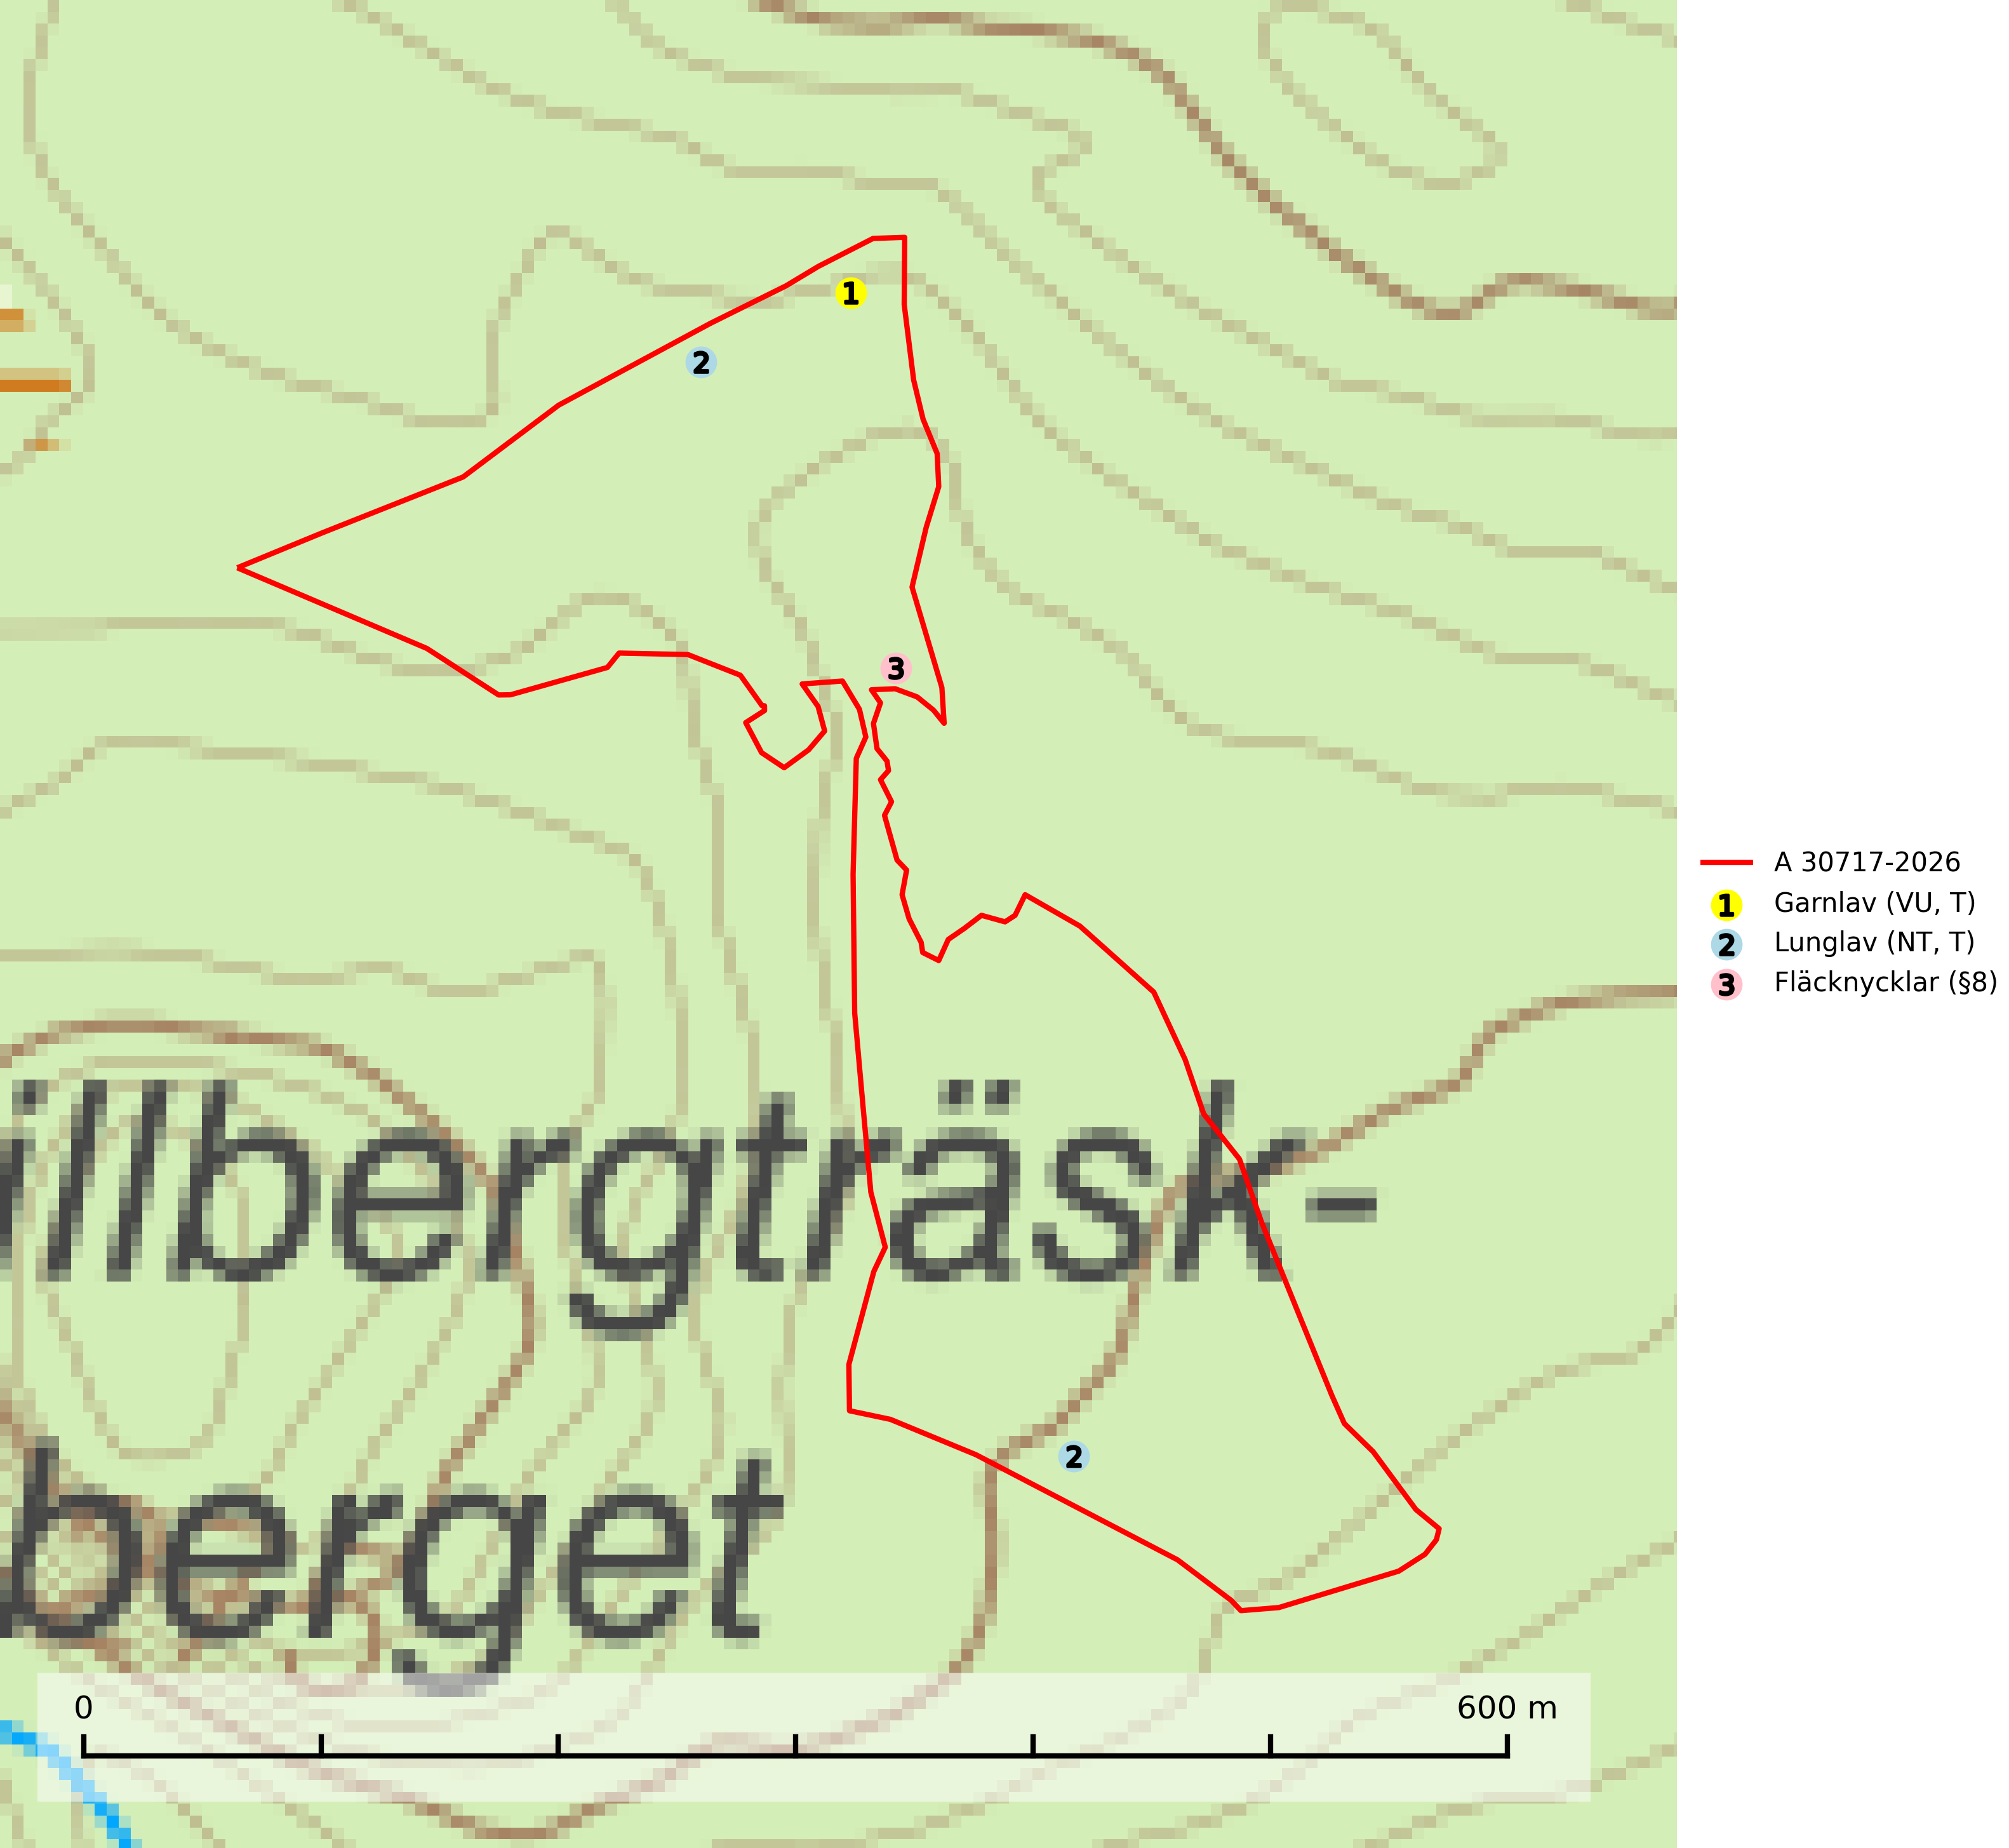 1
2
3
illbergträsk-
berget
0 600 m
2
A 30717-2026
1 Garnlav (VU, T)
2 Lunglav (NT, T)
3 Fläcknycklar (§8)